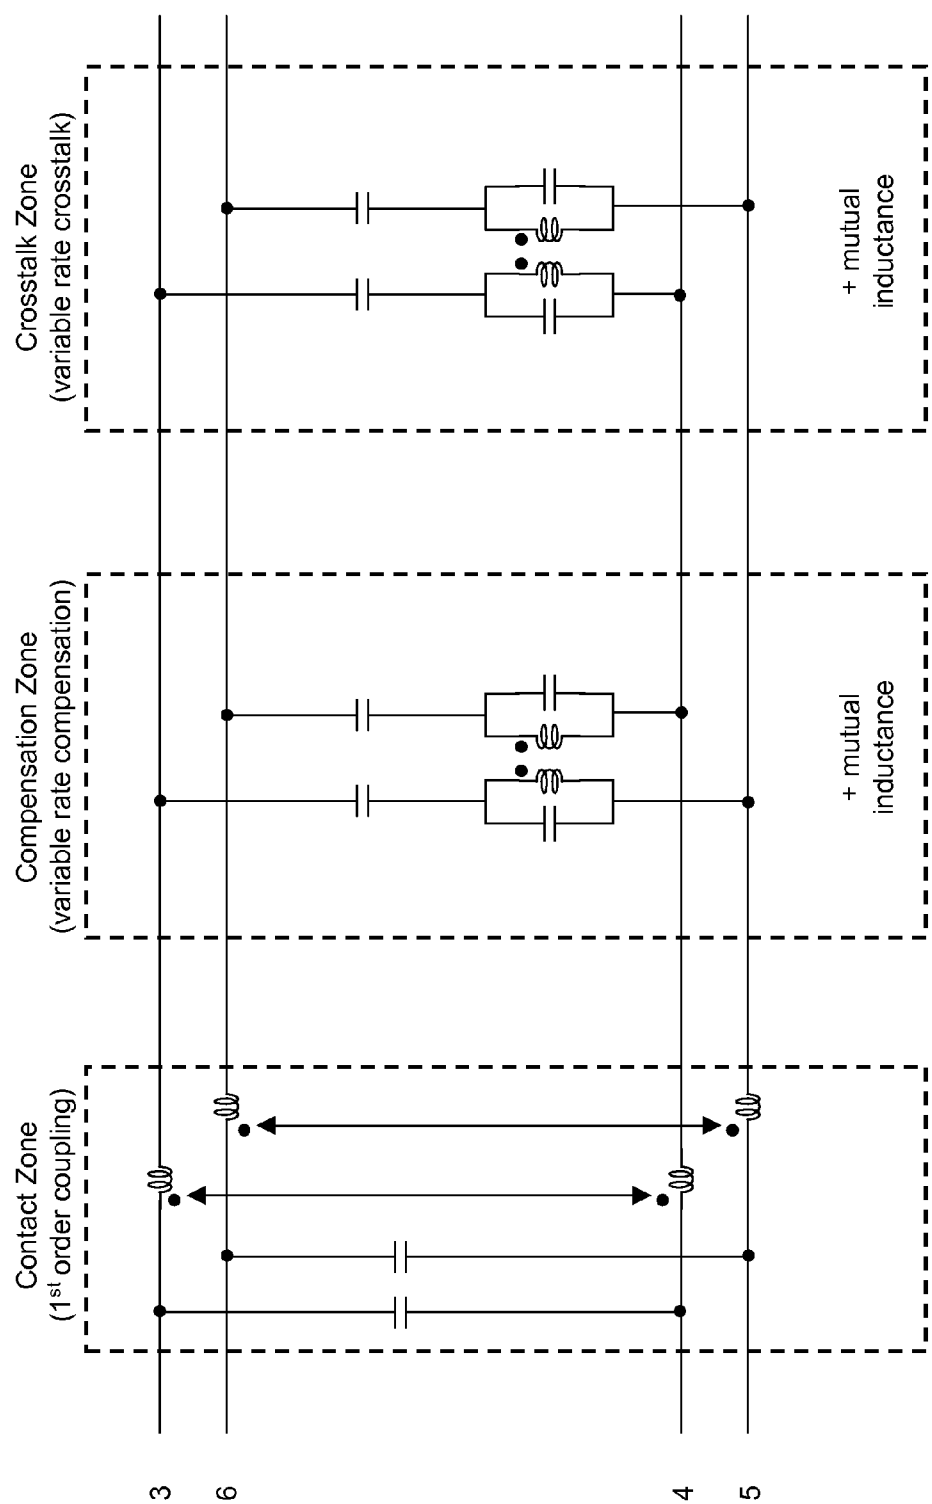 Contact Zone
(1st order coupling)
Compensation Zone
(variable rate compensation)
Crosstalk Zone
(variable rate crosstalk)
3
6
4
5
+ mutual
inductance
+ mutual
inductance